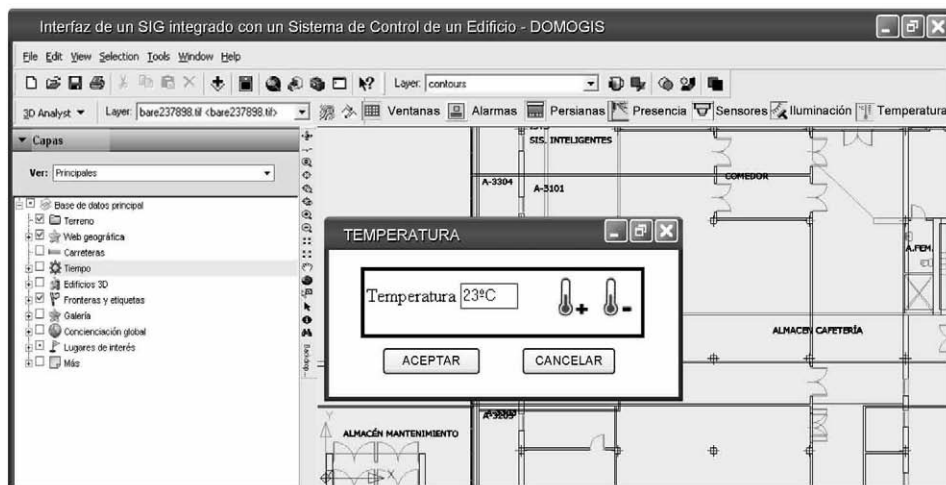 Interfaz de un SIG integrado con un Sistema de Control de un Edificio - DOMOGIS
File Edit View Selection Tools Window Help
Layer: contours
3D Analyst Layer: bare237898.tif <bare237898.tif>
Ventanas Alarmas Persianas Presencia Sensores Iluminación Temperatura
Capas
Ver: Principales
Base de datos principal
Terreno
Web geográfica
Carreteras
Tiempo
Edificios 3D
Fronteras y etiquetas
Galería
Concienciación global
Lugares de interés
Más
SIS. INTELIGENTES
A-3304
A-3101
COMEDOR
A.FEM.
TEMPERATURA
Temperatura 23ºC
+ -
ACEPTAR CANCELAR
ALMACEN CAFETERÍA
ALMACÉN MANTENIMIENTO
Y
X